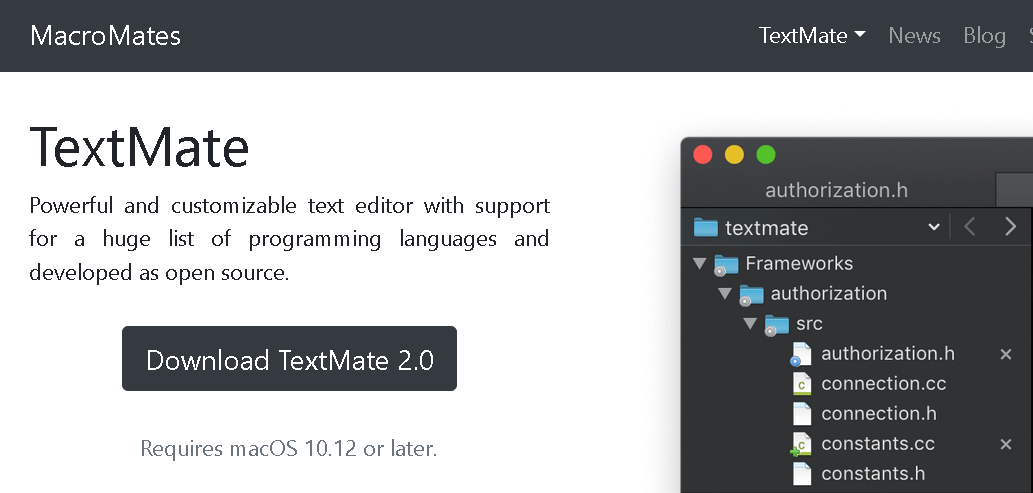 MacroMates
TextMate News Blog
TextMate
Powerful and customizable text editor with support
for a huge list of programming languages and
developed as open source.
Download TextMate 2.0
Requires macOS 10.12 or later.
authorization.h
textmate
Frameworks
authorization
src
authorization.h
connection.cc
connection.h
constants.cc
constants.h